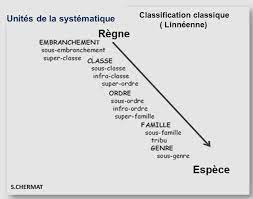 Unités de la systématique
Classification classique
( Linnéenne)
Règne
EMBRANCHEMENT
sous-embranchement
super-classe
CLASSE
sous-classe
infra-classe
super-ordre
ORDRE
sous-ordre
infra-ordre
super-famille
FAMILLE
sous-famille
tribu
GENRE
sous-genre
Espèce
S.CHERMAT